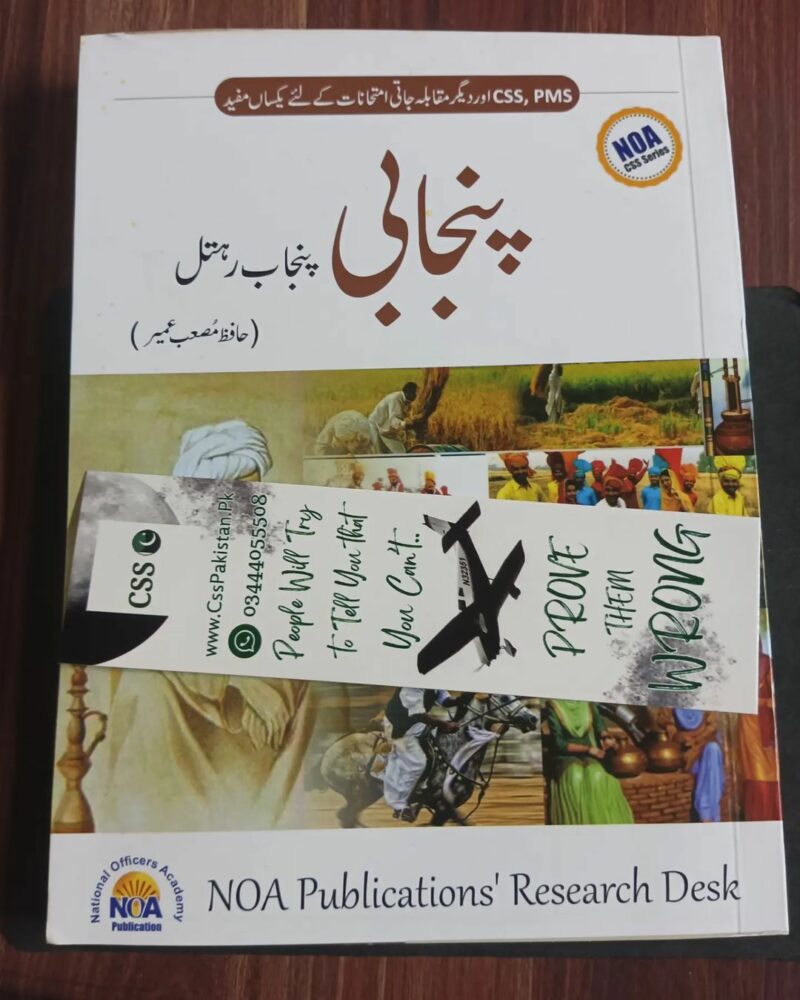 CSS, PMS اور دیگر مقابلہ جاتی امتحانات کے لئے یکساں مفید
NOA
CSS Series
پنجابی
پنجاب رہتل
(حافظ مُصعب عمیر)
CSS
www.CssPakistan.Pk
03444055508
People Will Try
to Tell You that
You Can't..
N32351
PROVE
THEM
WRONG
National Officers Academy
NOA
Publication
NOA Publications' Research Desk